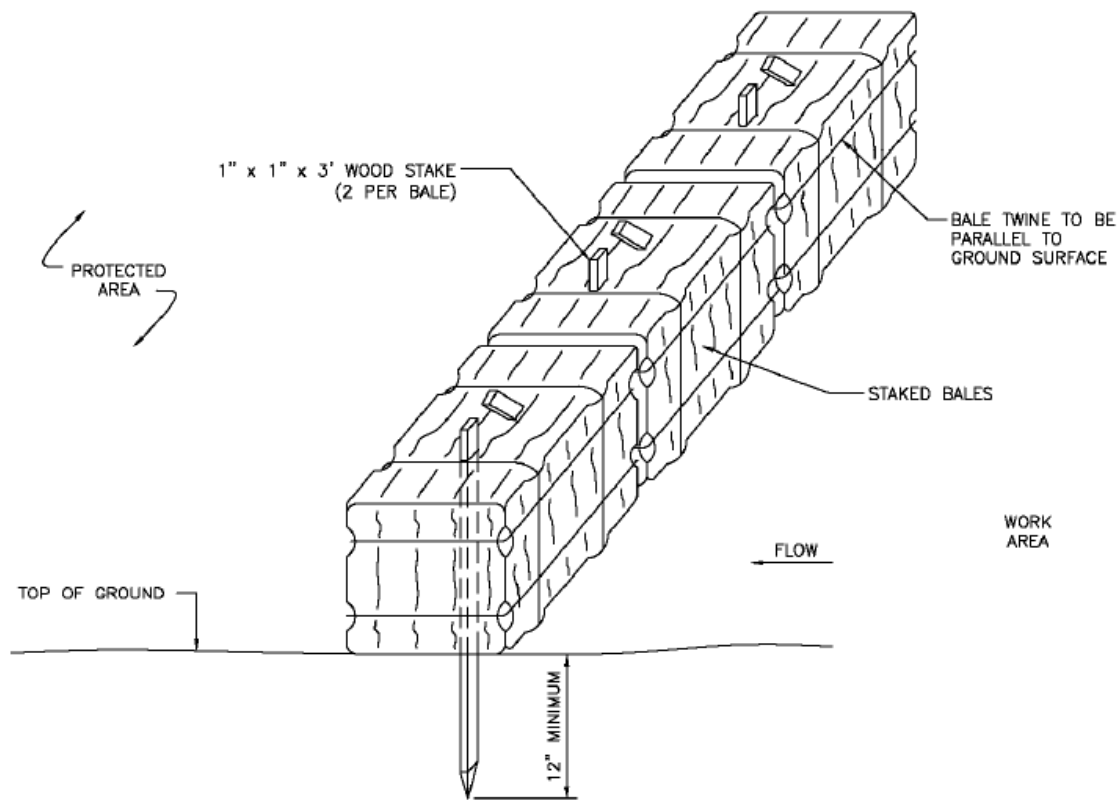 1" x 1" x 3' WOOD STAKE
(2 PER BALE)
PROTECTED
AREA
BALE TWINE TO BE
PARALLEL TO
GROUND SURFACE
STAKED BALES
WORK
AREA
FLOW
TOP OF GROUND
12" MINIMUM